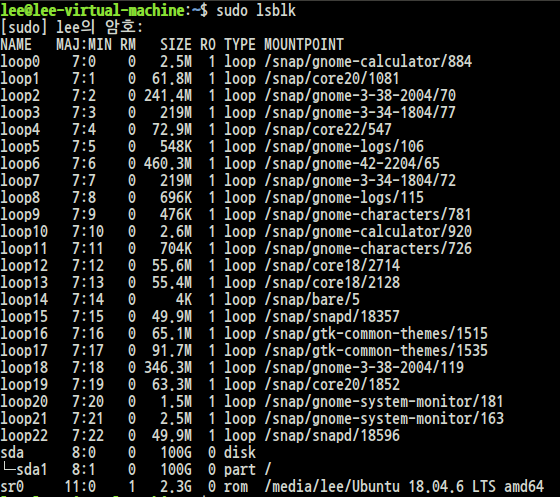 lee@lee-virtual-machine:~$ sudo lsblk
[sudo] lee의 암호:
NAME   MAJ:MIN RM   SIZE RO TYPE MOUNTPOINT
loop0    7:0    0   2.5M  1 loop /snap/gnome-calculator/884
loop1    7:1    0  61.8M  1 loop /snap/core20/1081
loop2    7:2    0 241.4M  1 loop /snap/gnome-3-38-2004/70
loop3    7:3    0   219M  1 loop /snap/gnome-3-34-1804/77
loop4    7:4    0  72.9M  1 loop /snap/core22/547
loop5    7:5    0   548K  1 loop /snap/gnome-logs/106
loop6    7:6    0 460.3M  1 loop /snap/gnome-42-2204/65
loop7    7:7    0   219M  1 loop /snap/gnome-3-34-1804/72
loop8    7:8    0   696K  1 loop /snap/gnome-logs/115
loop9    7:9    0   476K  1 loop /snap/gnome-characters/781
loop10   7:10   0   2.6M  1 loop /snap/gnome-calculator/920
loop11   7:11   0   704K  1 loop /snap/gnome-characters/726
loop12   7:12   0  55.6M  1 loop /snap/core18/2714
loop13   7:13   0  55.4M  1 loop /snap/core18/2128
loop14   7:14   0     4K  1 loop /snap/bare/5
loop15   7:15   0  49.9M  1 loop /snap/snapd/18357
loop16   7:16   0  65.1M  1 loop /snap/gtk-common-themes/1515
loop17   7:17   0  91.7M  1 loop /snap/gtk-common-themes/1535
loop18   7:18   0 346.3M  1 loop /snap/gnome-3-38-2004/119
loop19   7:19   0  63.3M  1 loop /snap/core20/1852
loop20   7:20   0   1.5M  1 loop /snap/gnome-system-monitor/181
loop21   7:21   0   2.5M  1 loop /snap/gnome-system-monitor/163
loop22   7:22   0  49.9M  1 loop /snap/snapd/18596
sda      8:0    0   100G  0 disk
└─sda1   8:1    0   100G  0 part /
sr0     11:0    1   2.3G  0 rom  /media/lee/Ubuntu 18.04.6 LTS amd64